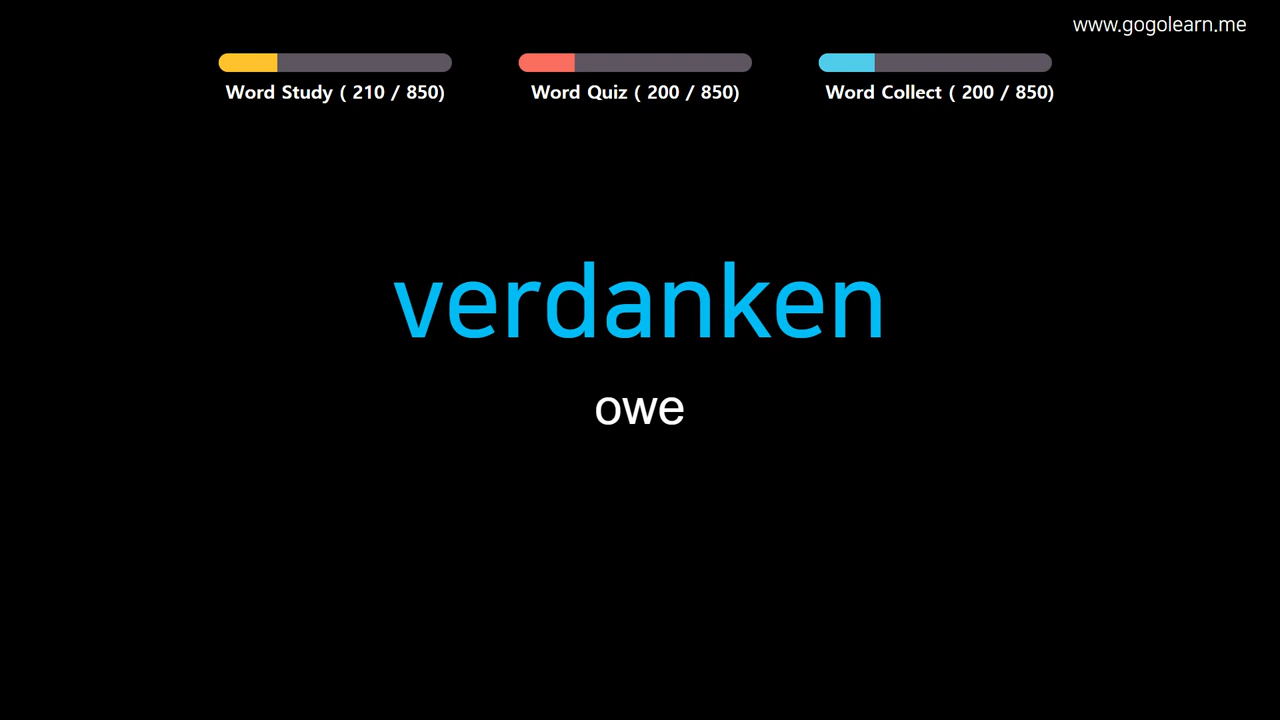 www.gogolearn.me
Word Study ( 210 / 850)
Word Quiz ( 200 / 850)
Word Collect ( 200 / 850)
verdanken
owe